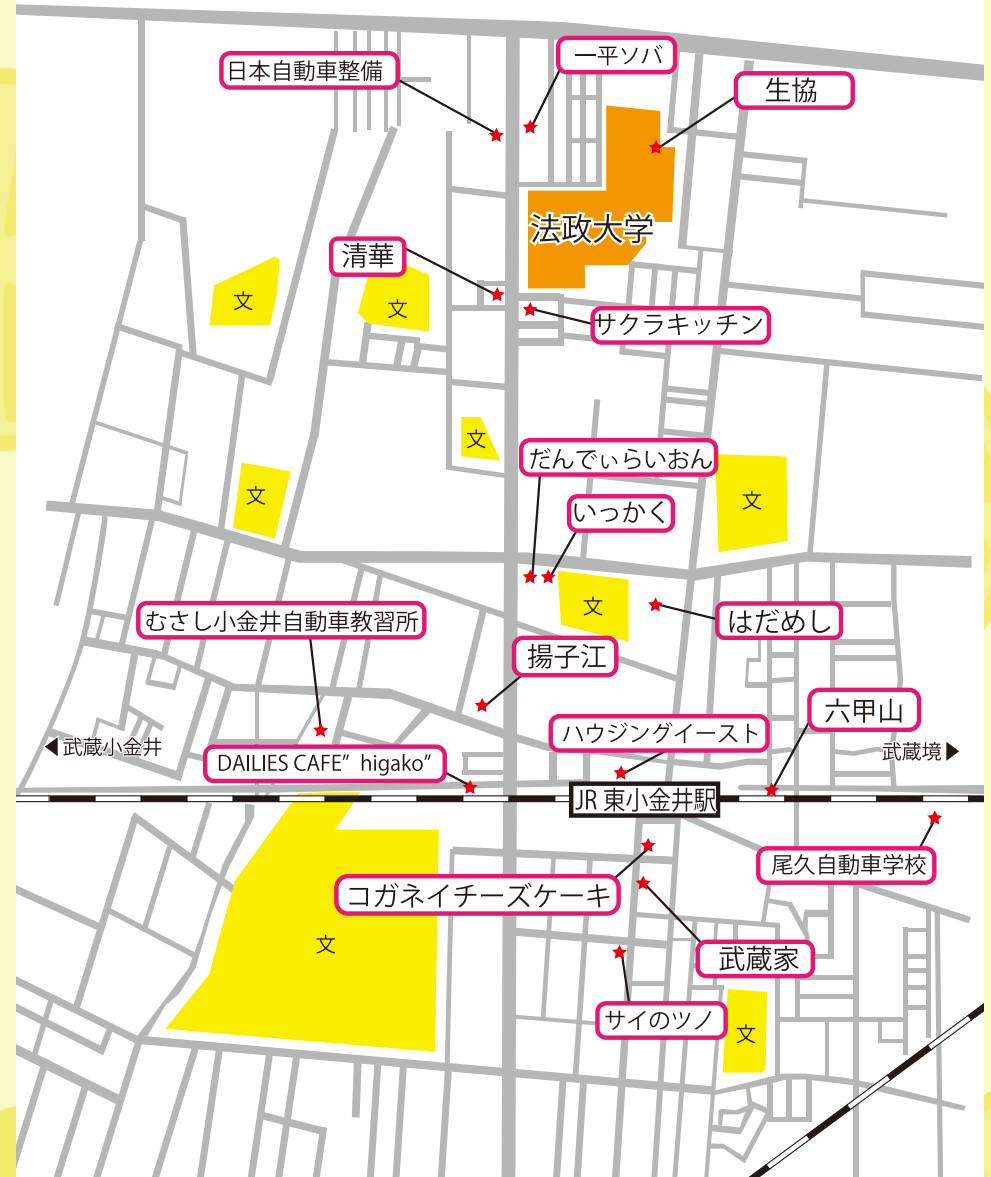 一平ソバ
日本自動車整備
生協
法政大学
清華
文
文
サクラキッチン
文
だんでぃらいおん
文
文
いっかく
文
はだめし
むさし小金井自動車教習所
揚子江
六甲山
ハウジングイースト
◀武蔵小金井
武蔵境▶
DAILIES CAFE” higako”
JR 東小金井駅
尾久自動車学校
コガネイチーズケーキ
文
武蔵家
サイのツノ
文